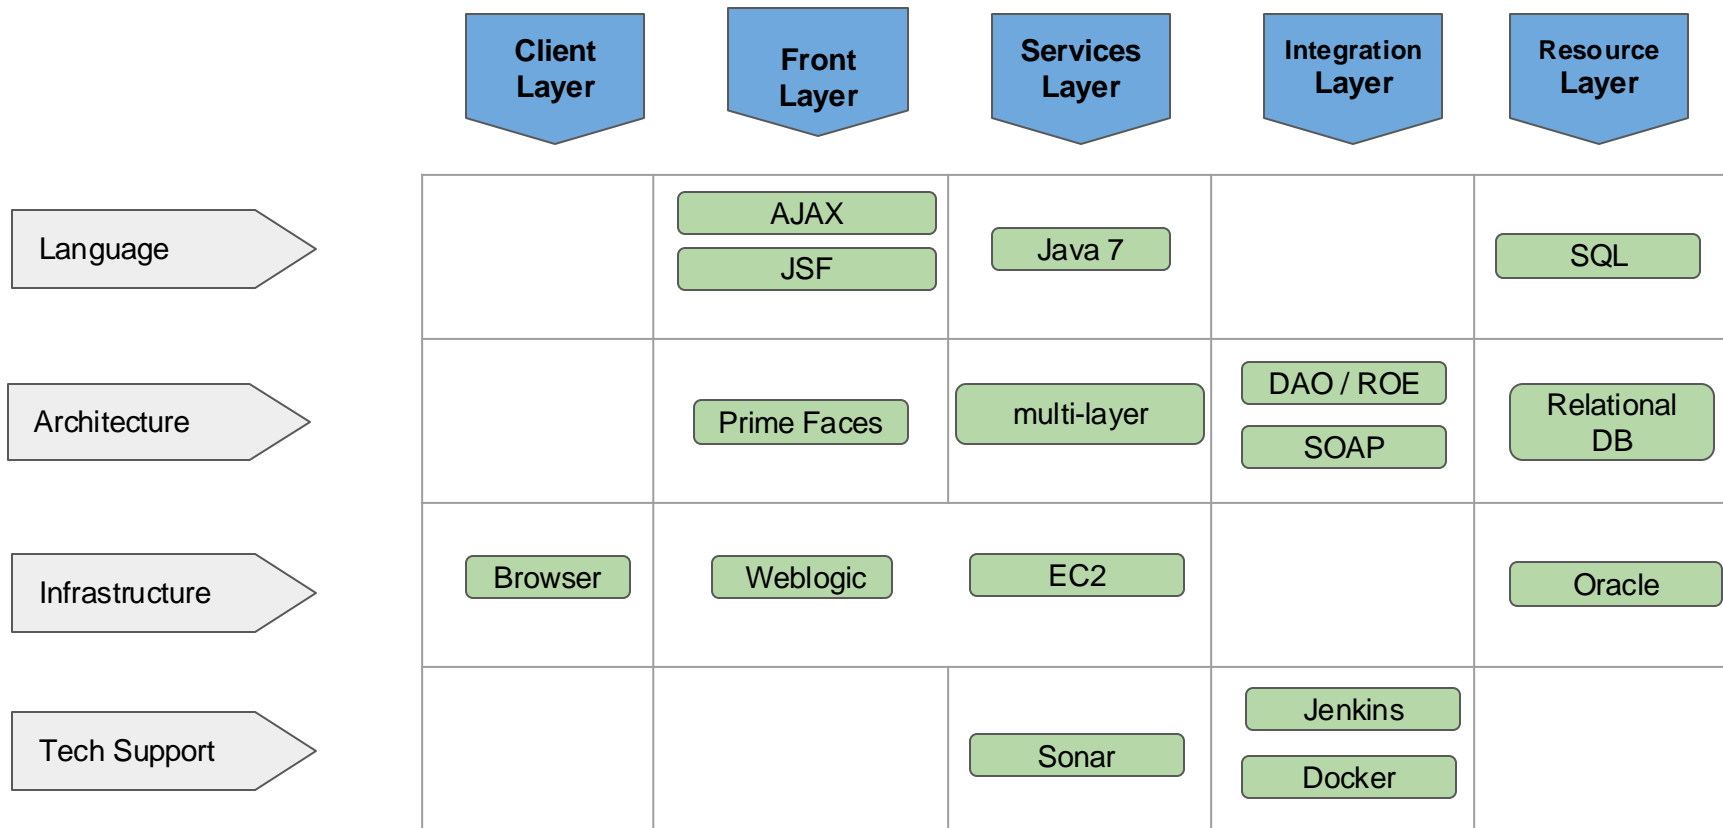 Client
Layer
Front
Layer
Services
Layer
Integration
Layer
Resource
Layer
Language
AJAX
JSF
Java 7
SQL
Architecture
Prime Faces
multi-layer
DAO / ROE
SOAP
Relational
DB
Infrastructure
Browser
Weblogic
EC2
Oracle
Tech Support
Sonar
Jenkins
Docker